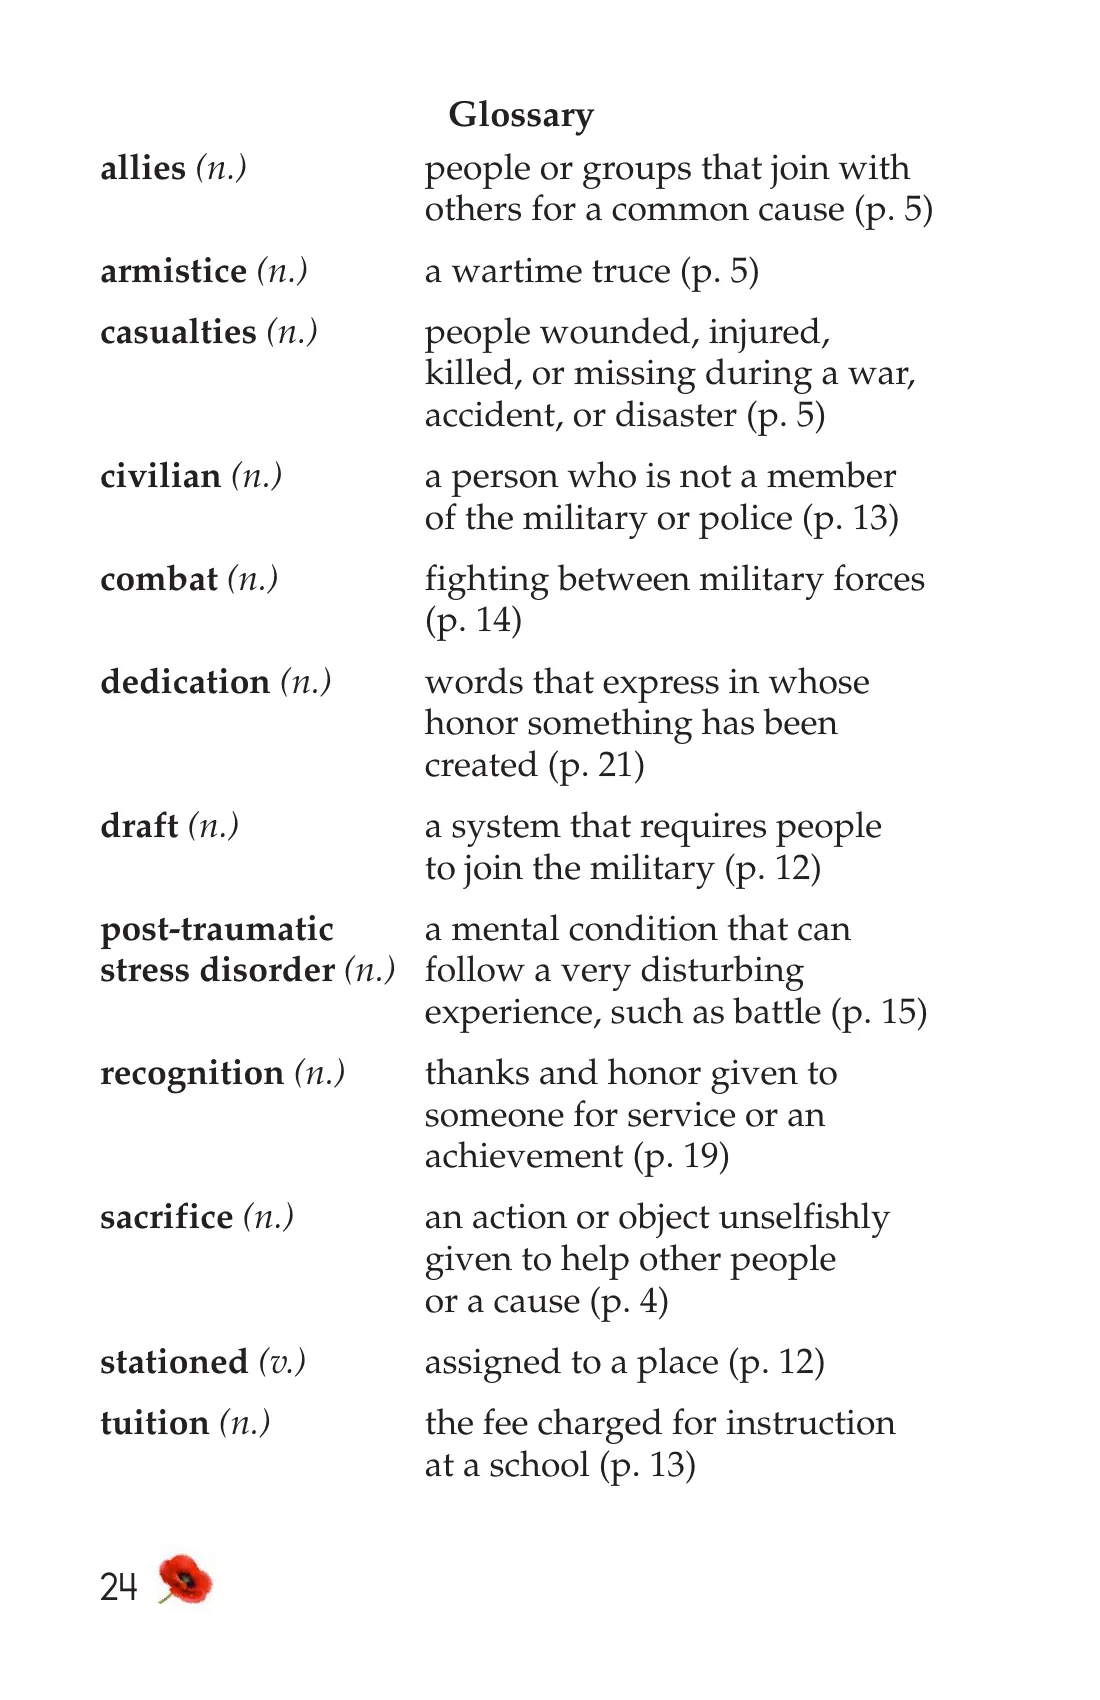 Glossary
allies (n.) people or groups that join with
others for a common cause (p. 5)
armistice (n.) a wartime truce (p. 5)
casualties (n.) people wounded, injured,
killed, or missing during a war,
accident, or disaster (p. 5)
civilian (n.) a person who is not a member
of the military or police (p. 13)
combat (n.) fighting between military forces
(p. 14)
dedication (n.) words that express in whose
honor something has been
created (p. 21)
draft (n.) a system that requires people
to join the military (p. 12)
post-traumatic a mental condition that can
stress disorder (n.) follow a very disturbing
experience, such as battle (p. 15)
recognition (n.) thanks and honor given to
someone for service or an
achievement (p. 19)
sacrifice (n.) an action or object unselfishly
given to help other people
or a cause (p. 4)
stationed (v.) assigned to a place (p. 12)
tuition (n.) the fee charged for instruction
at a school (p. 13)
24